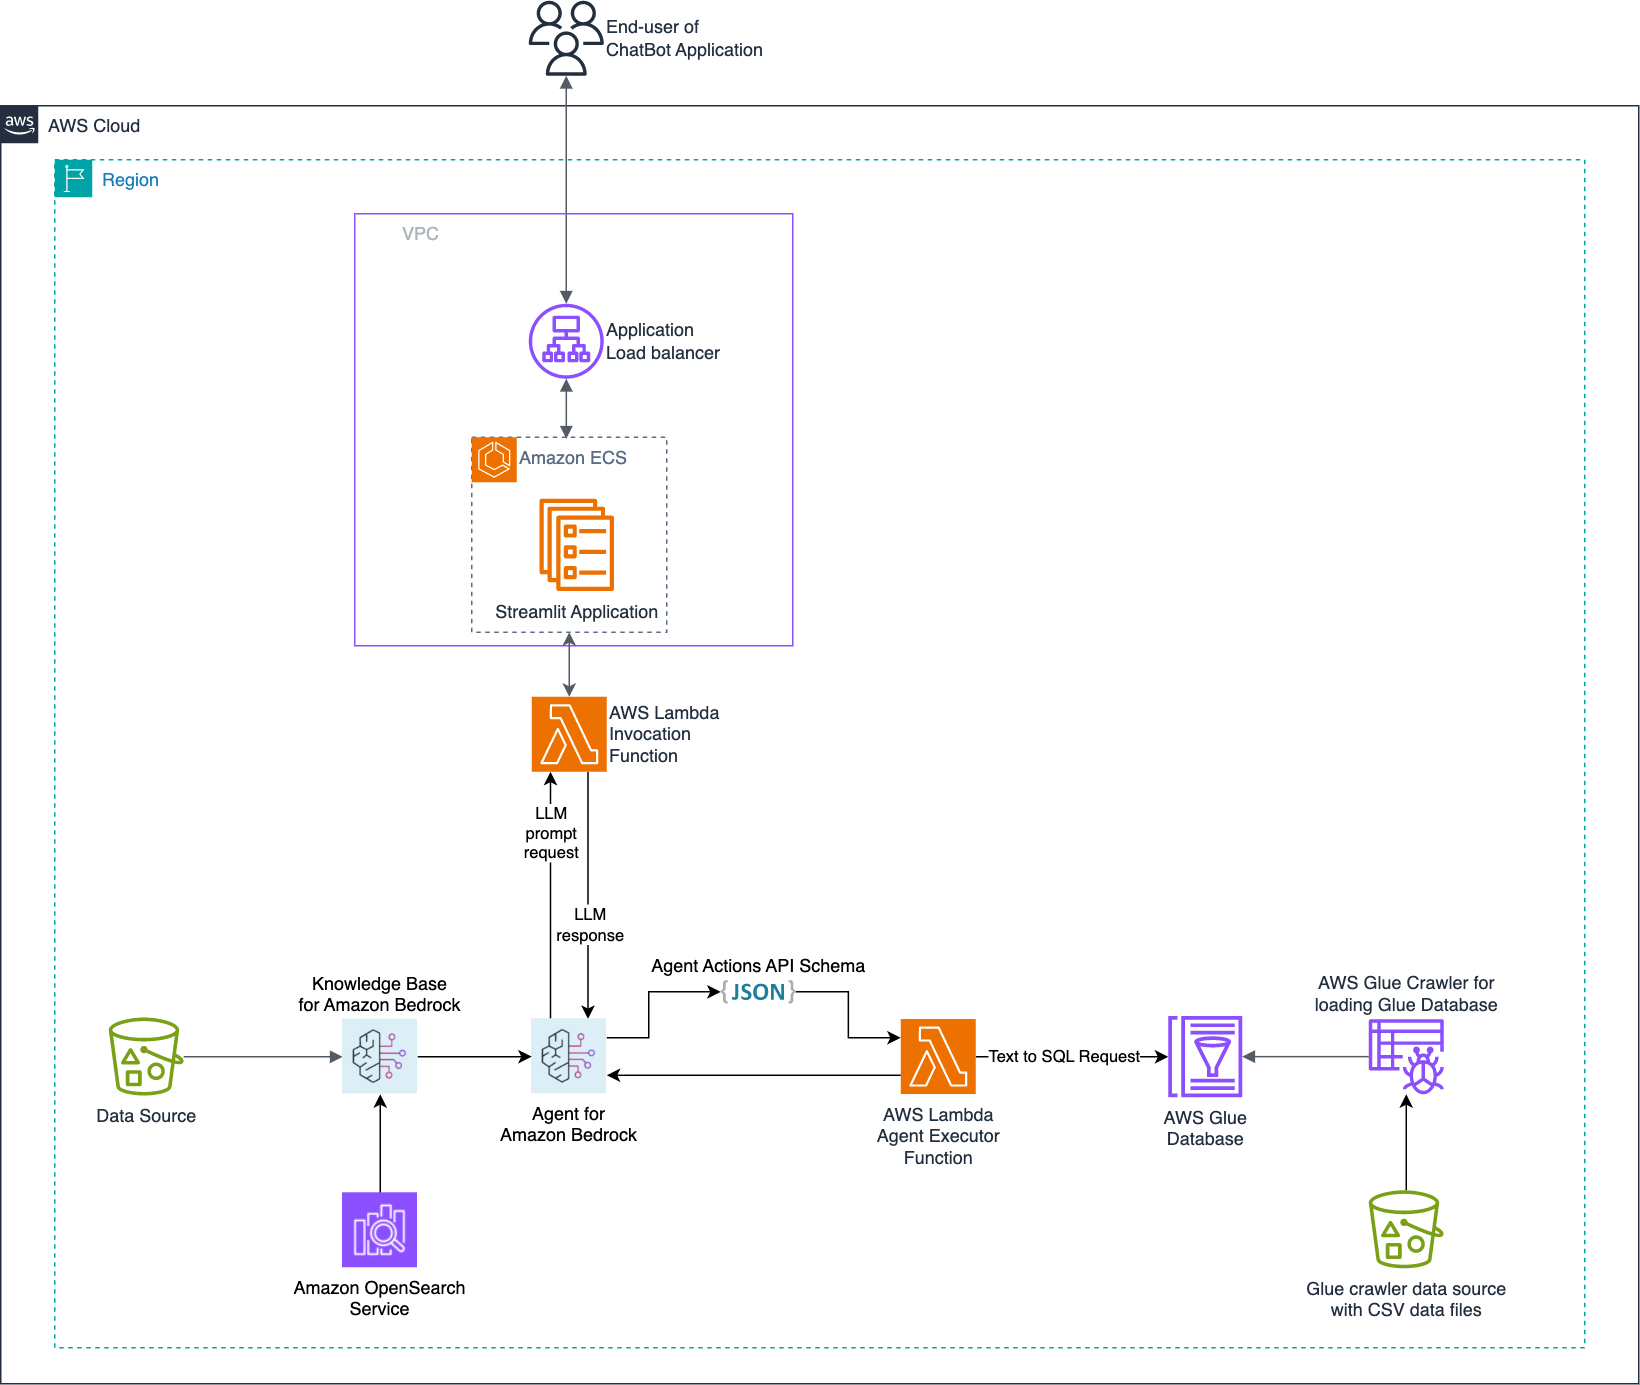 End-user of
ChatBot Application
aws
AWS Cloud
Region
VPC
Application
Load balancer
Amazon ECS
Streamlit Application
AWS Lambda
Invocation
Function
LLM
prompt
request
LLM
response
Agent Actions API Schema
{JSON}
Knowledge Base
for Amazon Bedrock
AWS Glue Crawler for
loading Glue Database
Text to SQL Request
Data Source
Agent for
Amazon Bedrock
AWS Lambda
Agent Executor
Function
AWS Glue
Database
Amazon OpenSearch
Service
Glue crawler data source
with CSV data files